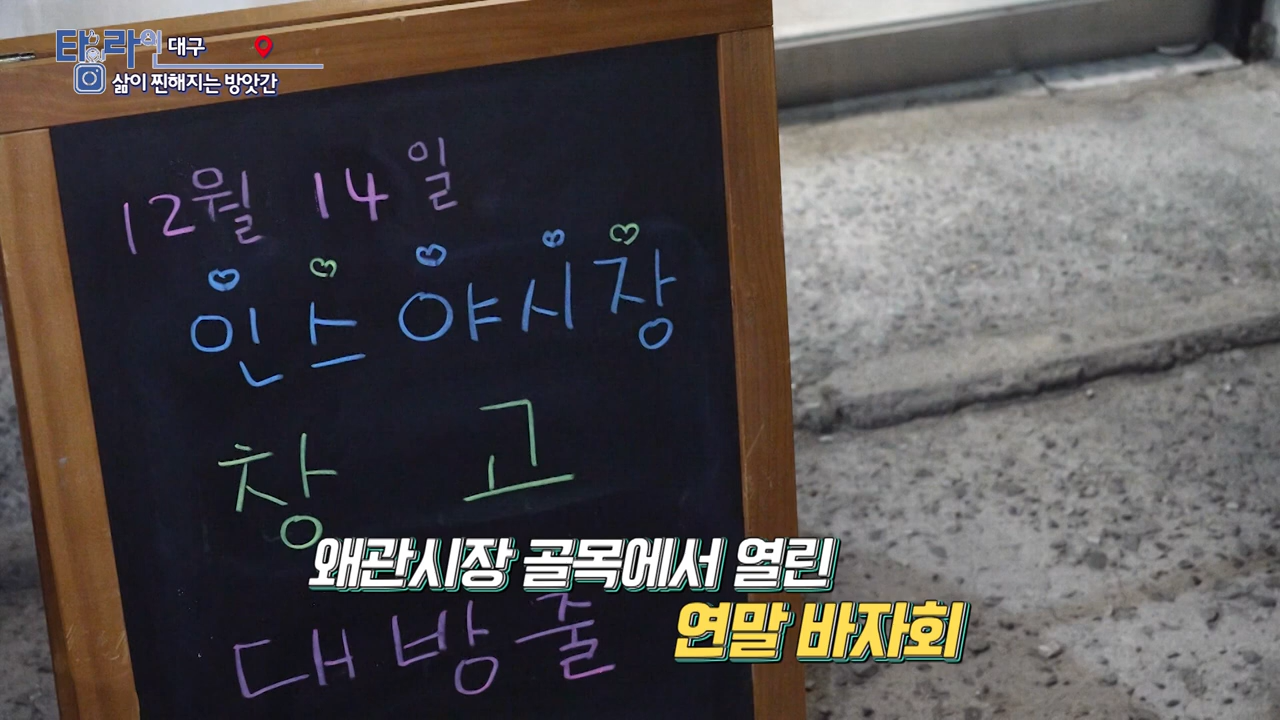 타라의 대구
삶이 찐해지는 방앗간
12월 14일
인스야시장
창고
대방출
왜관시장 골목에서 열린
연말 바자회